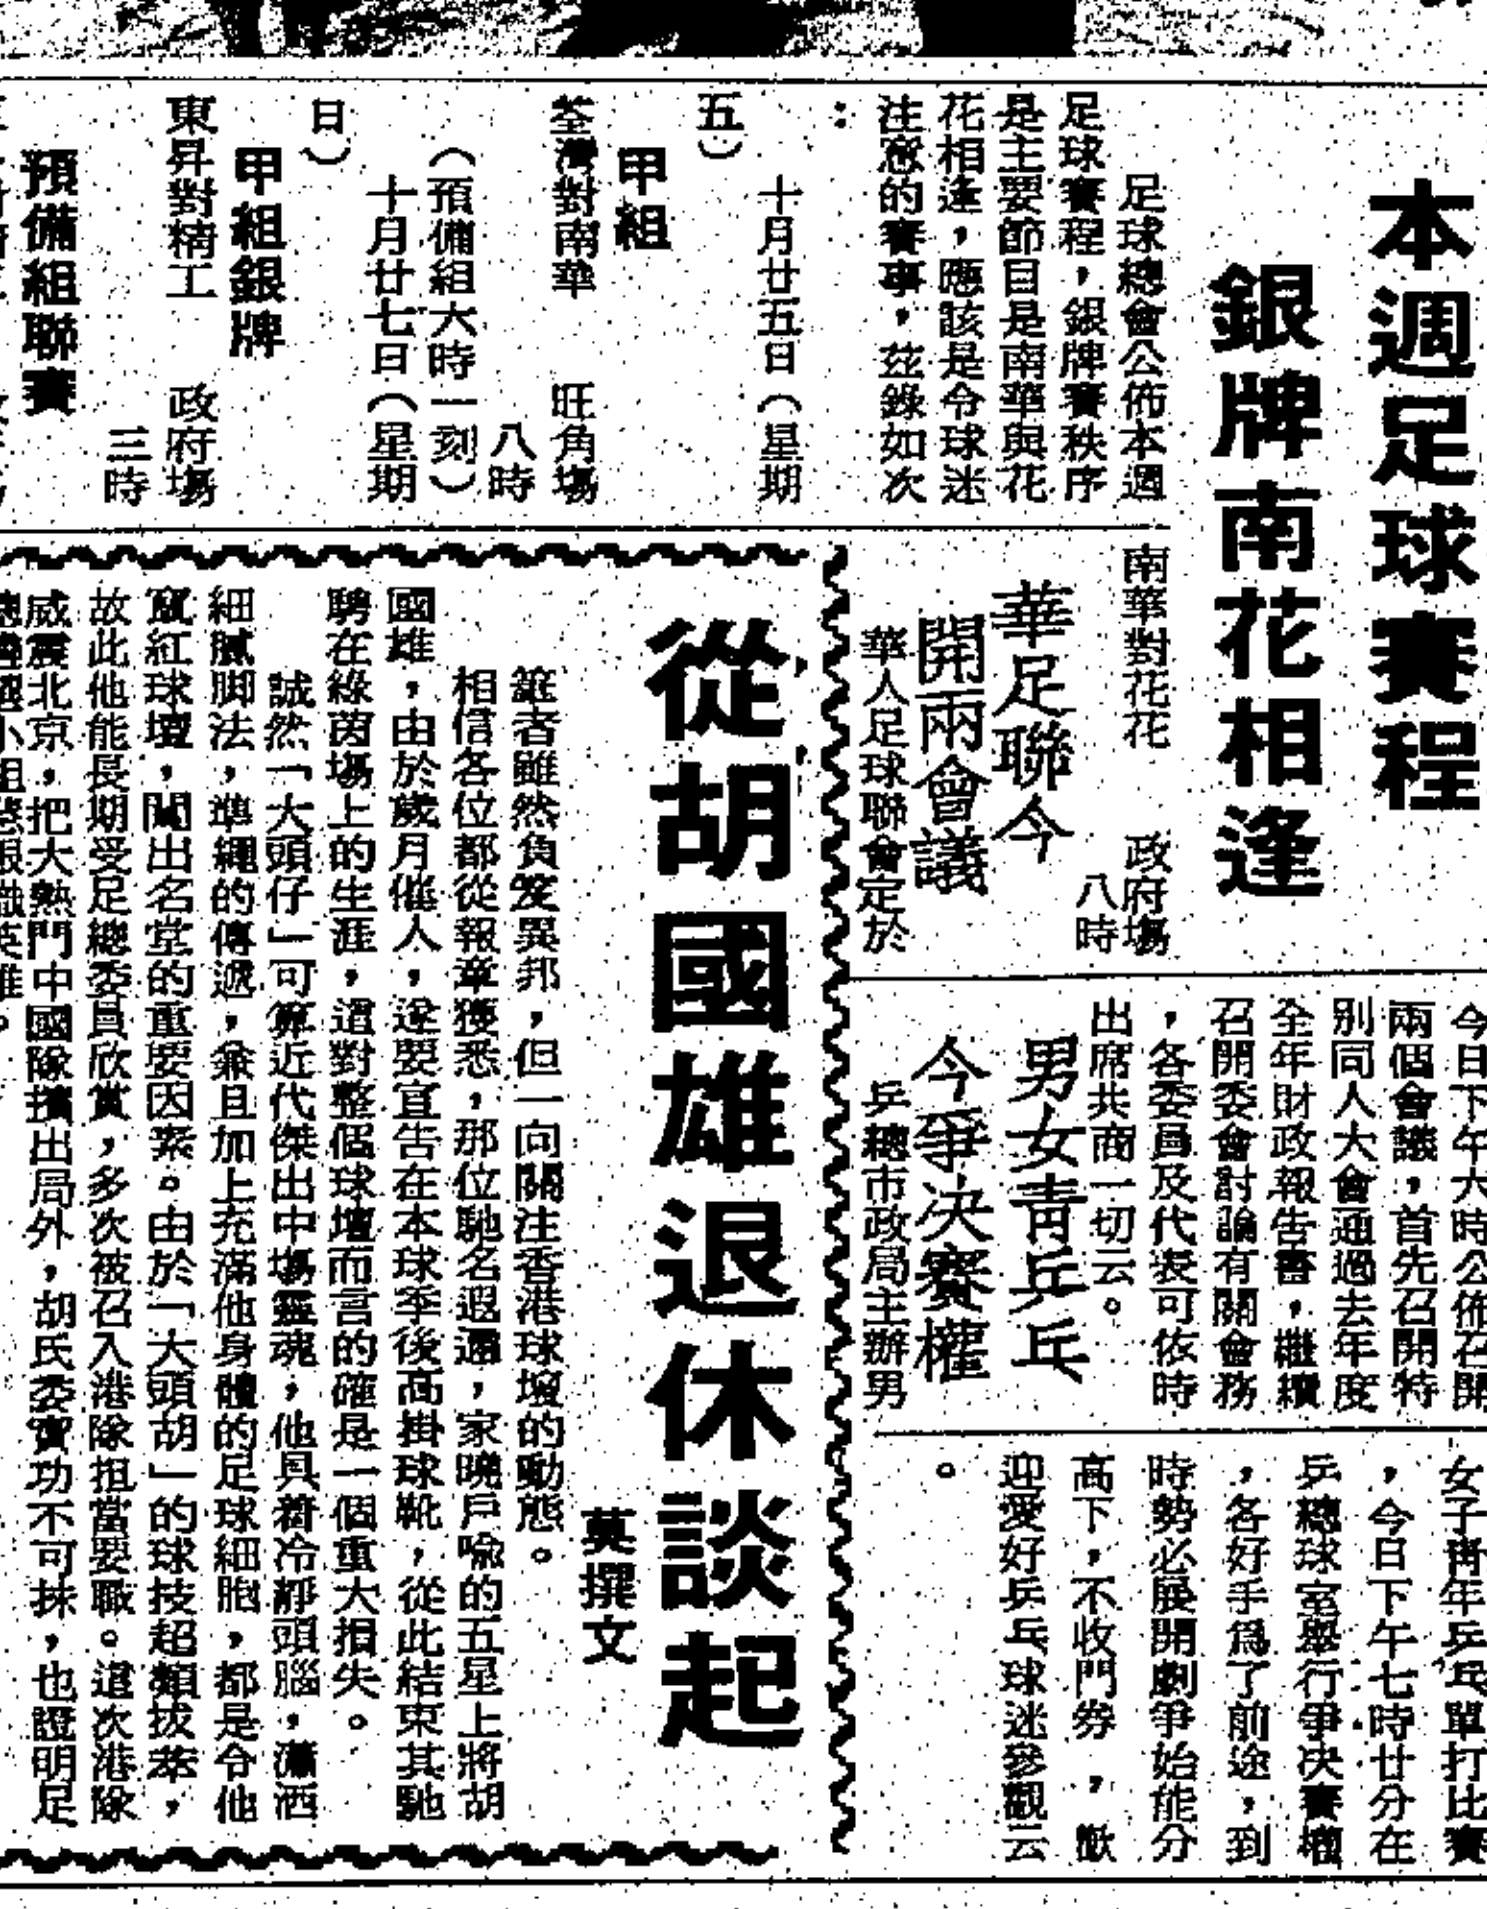 本週足球賽程
銀牌南花相逢
足球總會公佈本週
足球賽程，銀牌賽秩序
是主要節目是南華與花
花相逢，應該是令球迷
注意的賽事，茲錄如次
：
十月廿五日（星期
五）
甲組
荃灣對南華 旺角場
八時
（預備組六時一刻）
十月廿七日（星期
日）
甲組銀牌
東昇對精工 政府場
三時
預備組聯賽
南華對花花 政府場
八時
華足聯今
開兩會議
華人足球聯會定於
今日下午六時公佈召開
兩個會議，首先召開特
別同人大會通過去年度
全年財政報告書，繼續
召開委會討論有關會務
，各委員及代表可依時
出席共商一切云。
男女青乒乓
今爭決賽權
乒總市政局主辦男
女子青年乒乓單打比賽
，今日下午七時廿分在
乒總球室舉行爭決賽權
，各好手為了前途，到
時勢必展開劇爭始能分
高下，不收門券，歡
迎愛好乒乓球迷參觀云
。
從胡國雄退休談起
莫撰文
筆者雖然負笈異邦，但一向關注香港球壇的動態。
相信各位都從報章獲悉，那位馳名遐邇，家曉戶喻的五星上將胡
國雄，由於歲月催人，遂要宣告在本球季後高掛球靴，從此結束其馳
騁在綠茵場上的生涯，這對整個球壇而言的確是一個重大損失。
誠然「大頭仔」可算近代傑出中場靈魂，他具着冷靜頭腦，瀟洒
細膩脚法，準繩的傳遞，兼且加上充滿他身體的足球細胞，都是令他
竄紅球壇，闖出名堂的重要因素。由於「大頭胡」的球技超類拔萃，
故此他能長期受足總委員欣賞，多次被召入港隊担當要職。這次港隊
威震北京，把大熱門中國隊擯出局外，胡氏委實功不可抹，也證明足